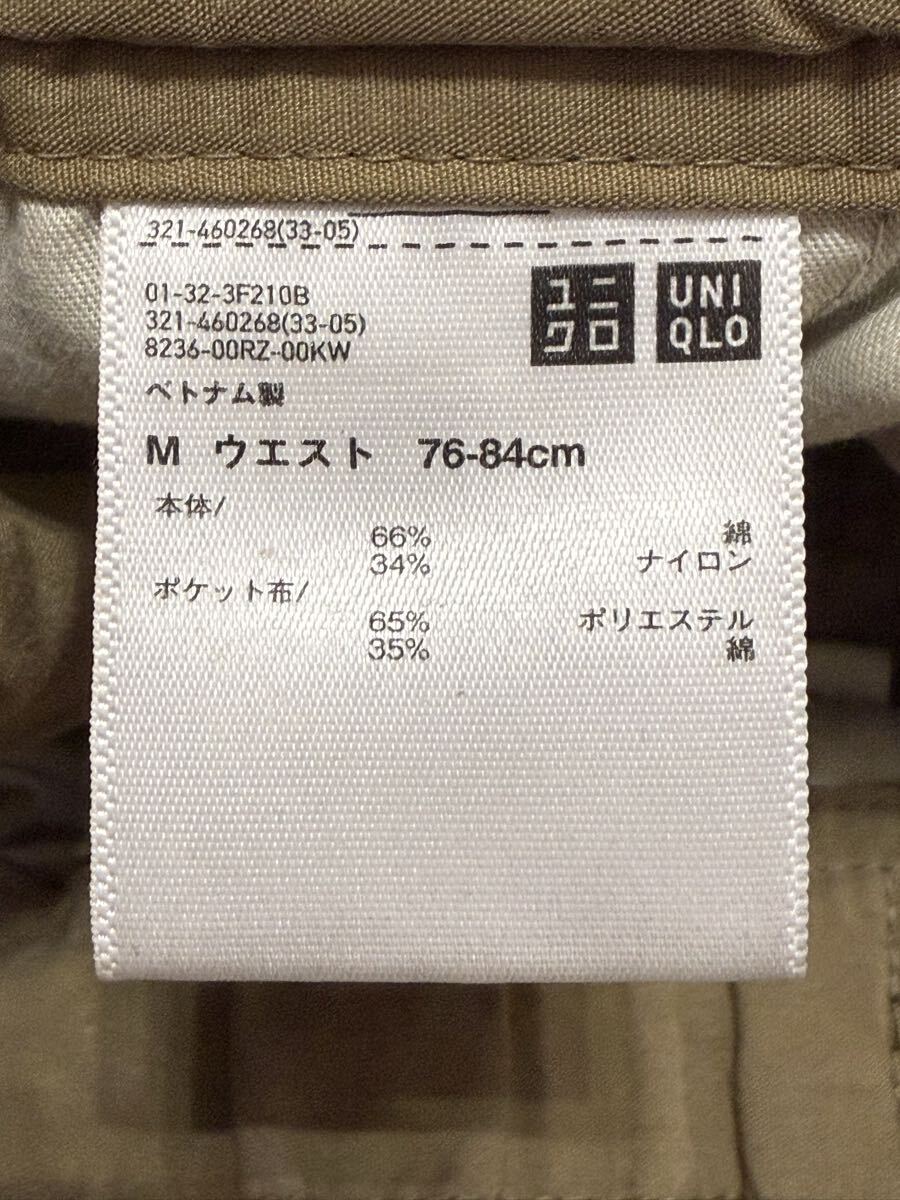 321-460268(33-05)
ユニ
クロ
UNI
QLO
01-32-3F210B
321-460268(33-05)
8236-00RZ-00KW
ベトナム製
M ウエスト 76-84cm
本体/
66% 綿
34% ナイロン
ポケット布/
65% ポリエステル
35% 綿